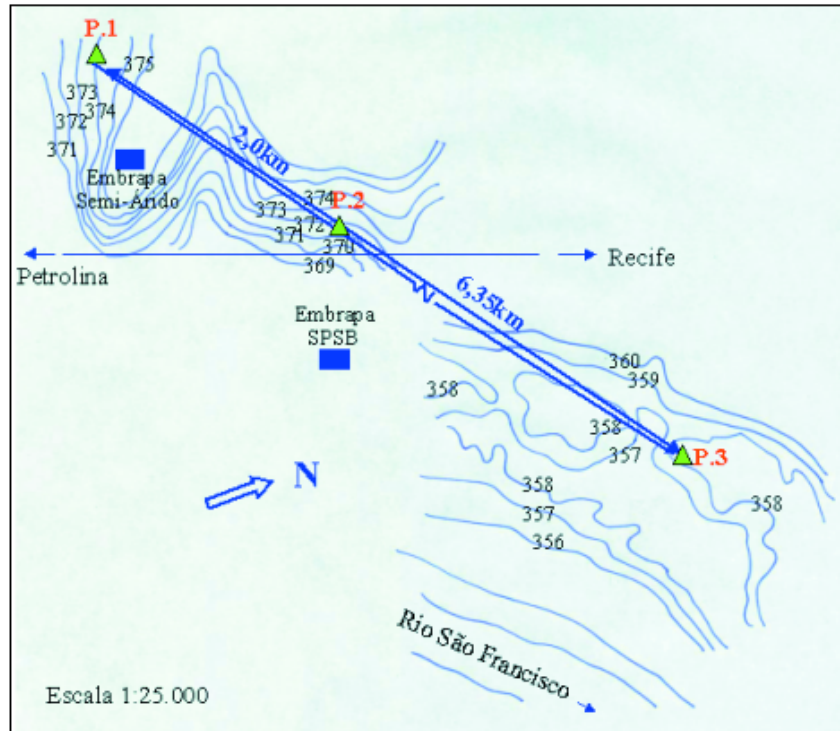 P.1
375
373
374
372
371
2,0km
Embrapa
Semi-Árido
374
P.2
373
372
371
370
369
Petrolina
Recife
6,35km
Embrapa
SPSB
360
359
358
358
357
P.3
N
358
358
357
356
Rio São Francisco
Escala 1:25.000